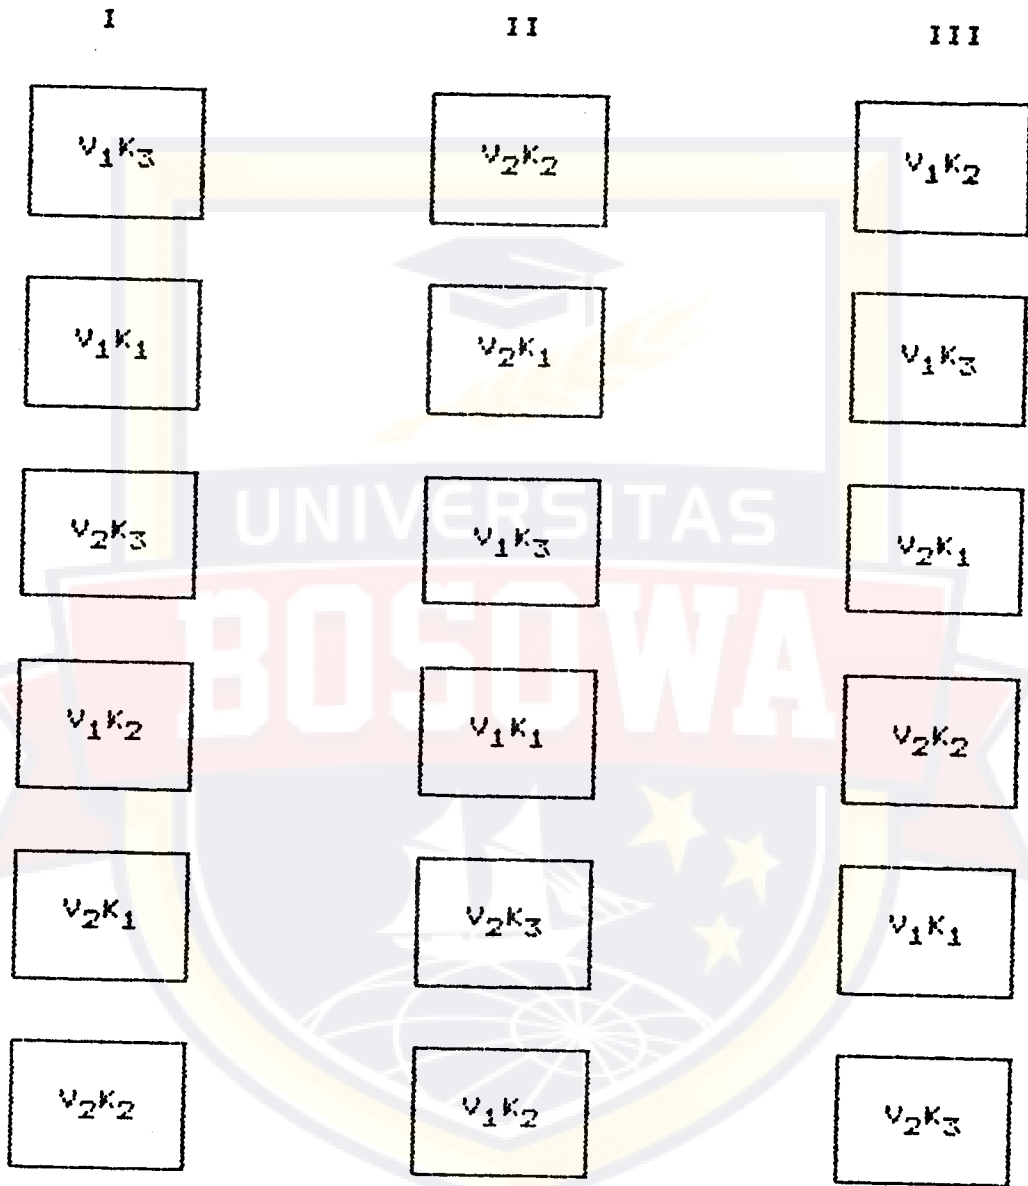 I II III
V₁K₃ V₂K₂ V₁K₂
V₁K₁ V₂K₁ V₁K₃
V₂K₃ V₁K₃ V₂K₁
UNIVERSITAS
BOSOWA
V₁K₂ V₁K₁ V₂K₂
V₂K₁ V₂K₃ V₁K₁
V₂K₂ V₁K₂ V₂K₃